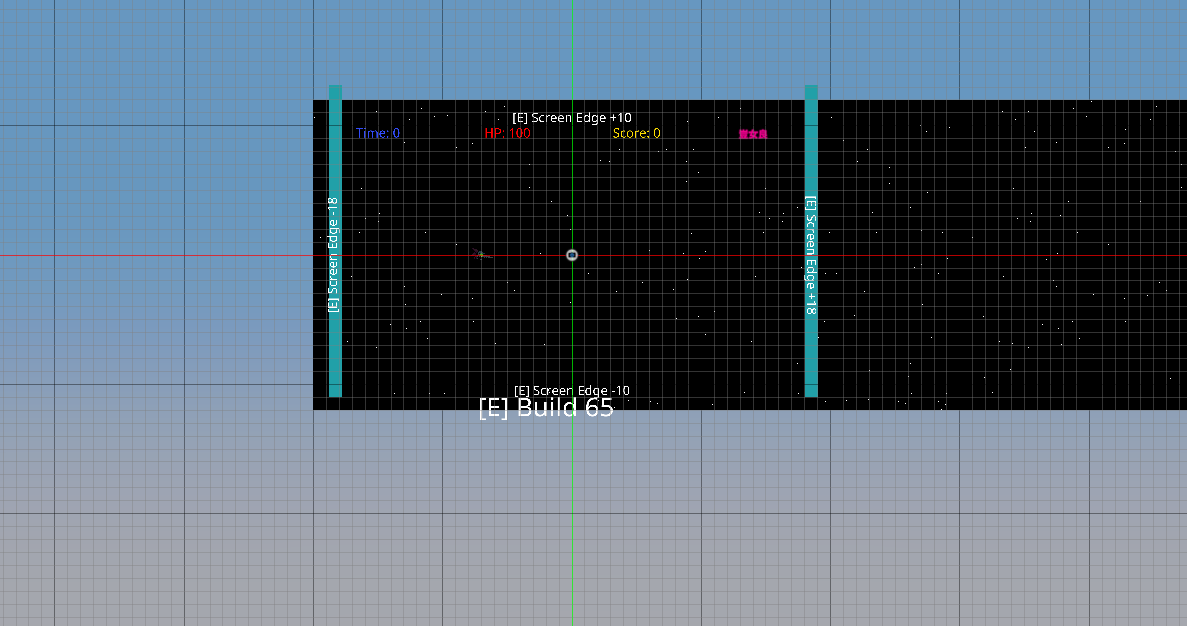 [E] Screen Edge +10
Time: 0
HP: 100
Score: 0
[E] Screen Edge -18
[E] Screen Edge +18
[E] Screen Edge -10
[E] Build 65